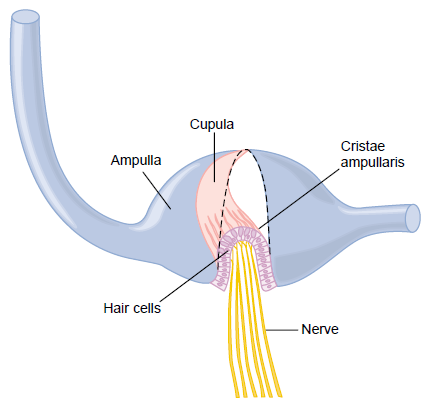 Cupula
Cristae
ampullaris
Ampulla
Hair cells
Nerve